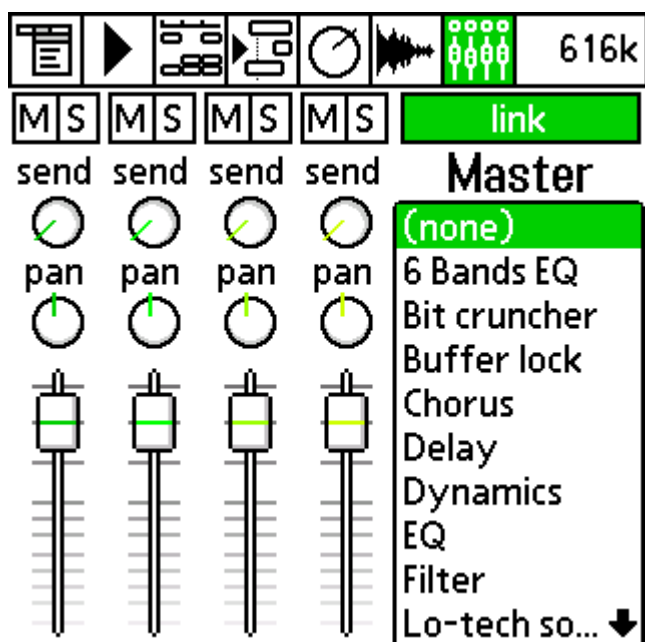 616k
M S M S M S M S link
send send send send Master
(none)
pan pan pan pan 6 Bands EQ
Bit cruncher
Buffer lock
Chorus
Delay
Dynamics
EQ
Filter
Lo-tech so...